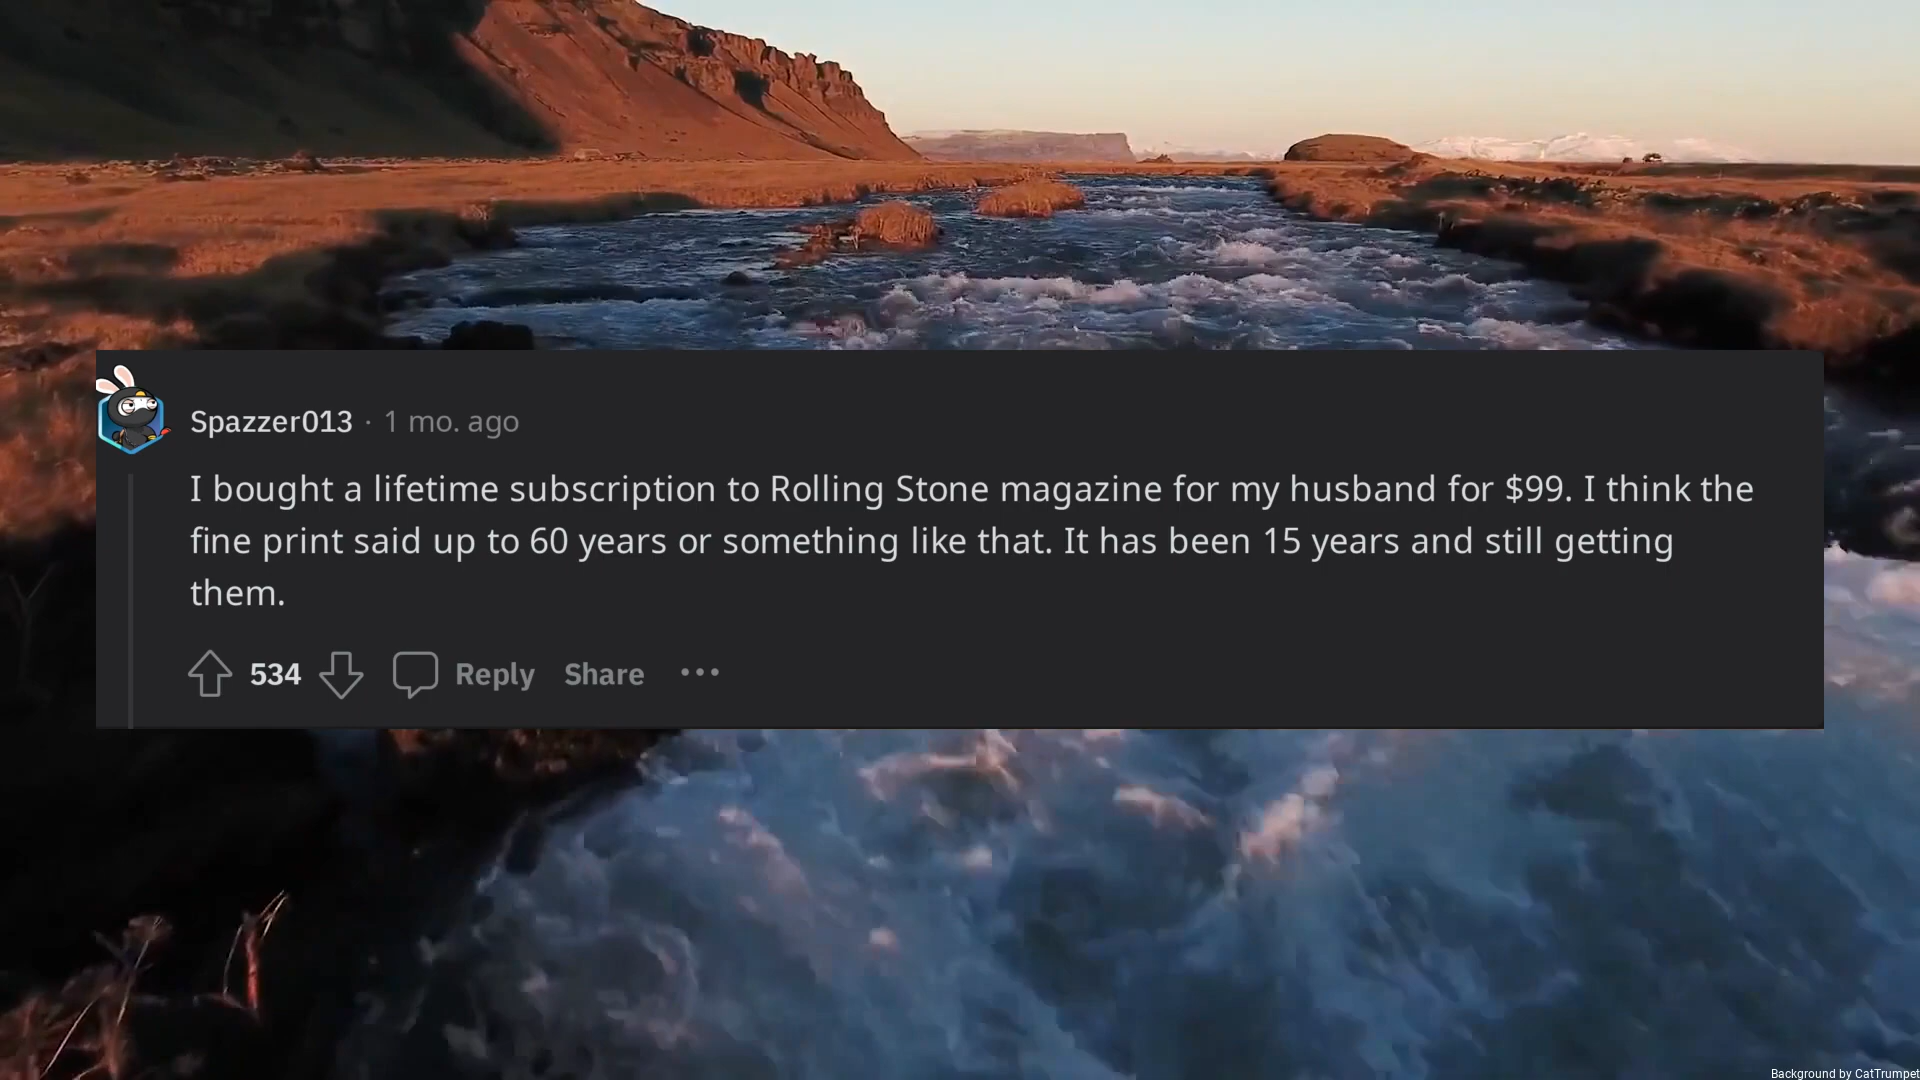 Spazzer013 · 1 mo. ago
I bought a lifetime subscription to Rolling Stone magazine for my husband for $99. I think the
fine print said up to 60 years or something like that. It has been 15 years and still getting
them.
534 Reply Share ...
Background by CatTrumpet